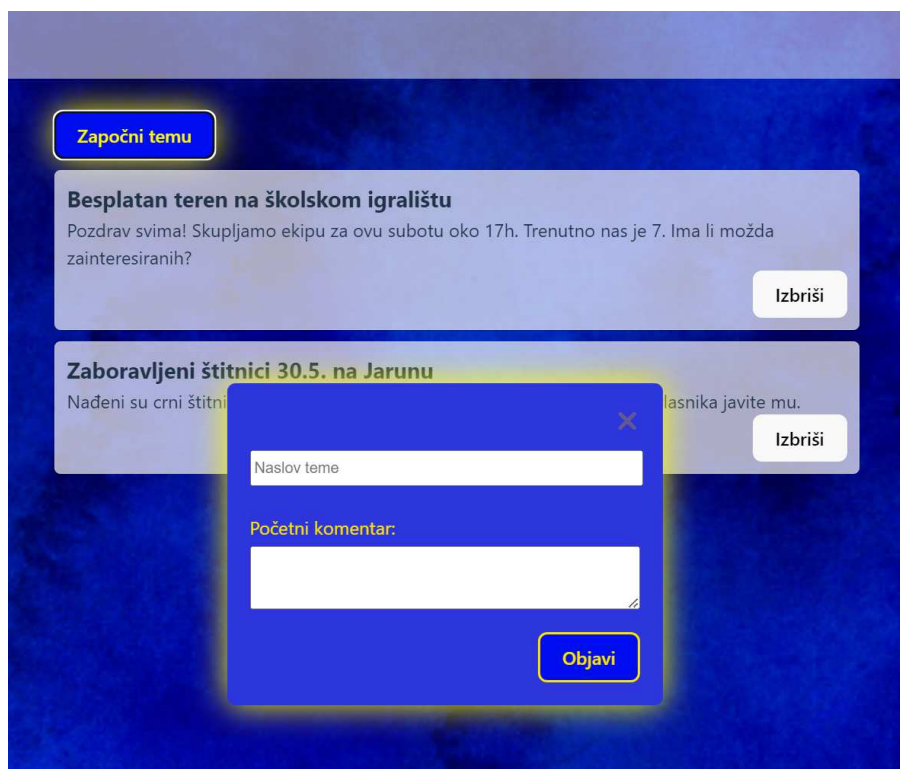 Započni temu
Besplatan teren na školskom igralištu
Pozdrav svima! Skupljamo ekipu za ovu subotu oko 17h. Trenutno nas je 7. Ima li možda
zainteresiranih?
Izbriši
Zaboravljeni štitnici 30.5. na Jarunu
Nađeni su crni štitni lasnika javite mu.
Izbriši
Naslov teme
Početni komentar:
Objavi